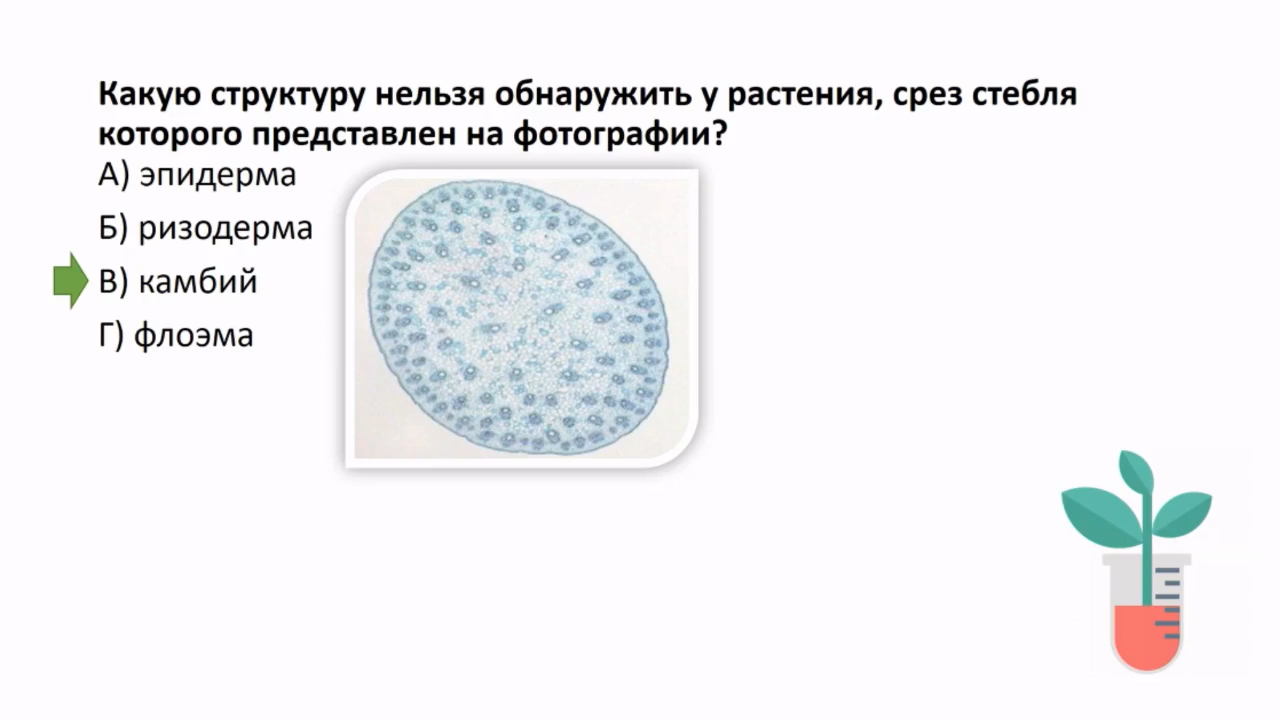 Какую структуру нельзя обнаружить у растения, срез стебля
которого представлен на фотографии?
А) эпидерма
Б) ризодерма
В) камбий
Г) флоэма